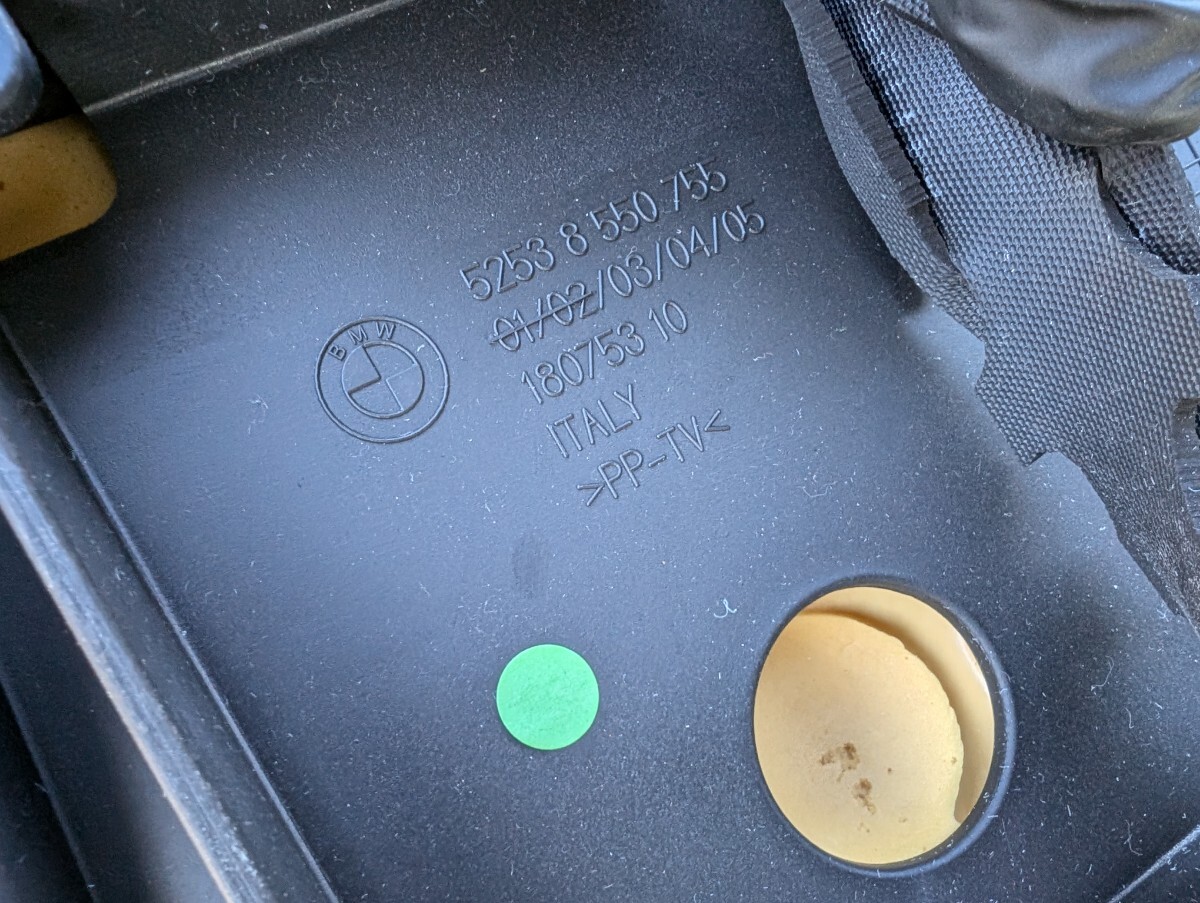 BMW
5253 8 550 755
01/02/03/04/05
180753 10
ITALY
>PP-TV<